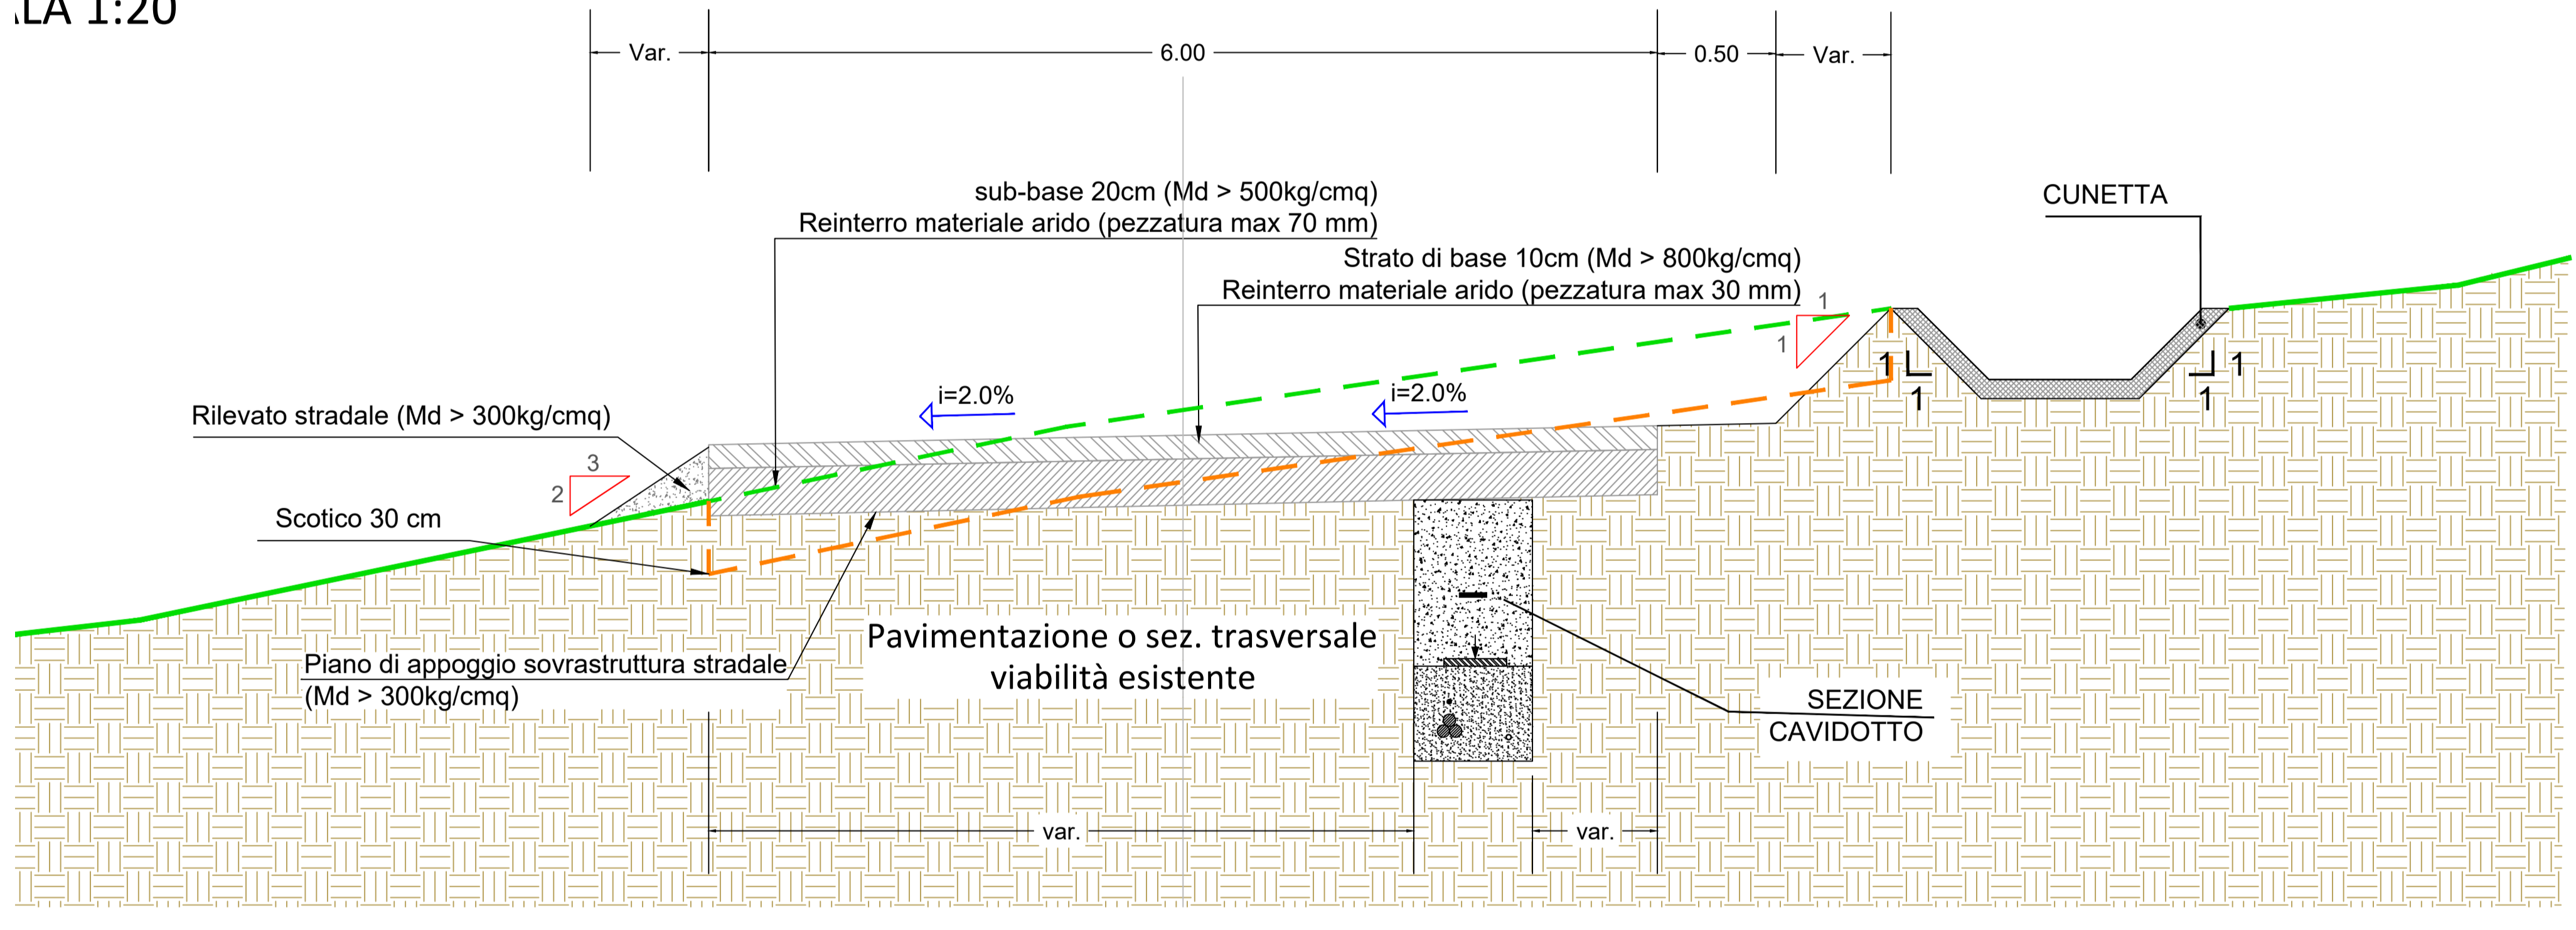 1:20
Var.
6.00
0.50
Var.
sub-base 20cm (Md > 500kg/cmq)
Reinterro materiale arido (pezzatura max 70 mm)
CUNETTA
Strato di base 10cm (Md > 800kg/cmq)
Reinterro materiale arido (pezzatura max 30 mm)
1
1
1
1
1
1
i=2.0%
i=2.0%
Rilevato stradale (Md > 300kg/cmq)
3
2
Scotico 30 cm
Pavimentazione o sez. trasversale
viabilità esistente
Piano di appoggio sovrastruttura stradale
(Md > 300kg/cmq)
SEZIONE
CAVIDOTTO
var.
var.